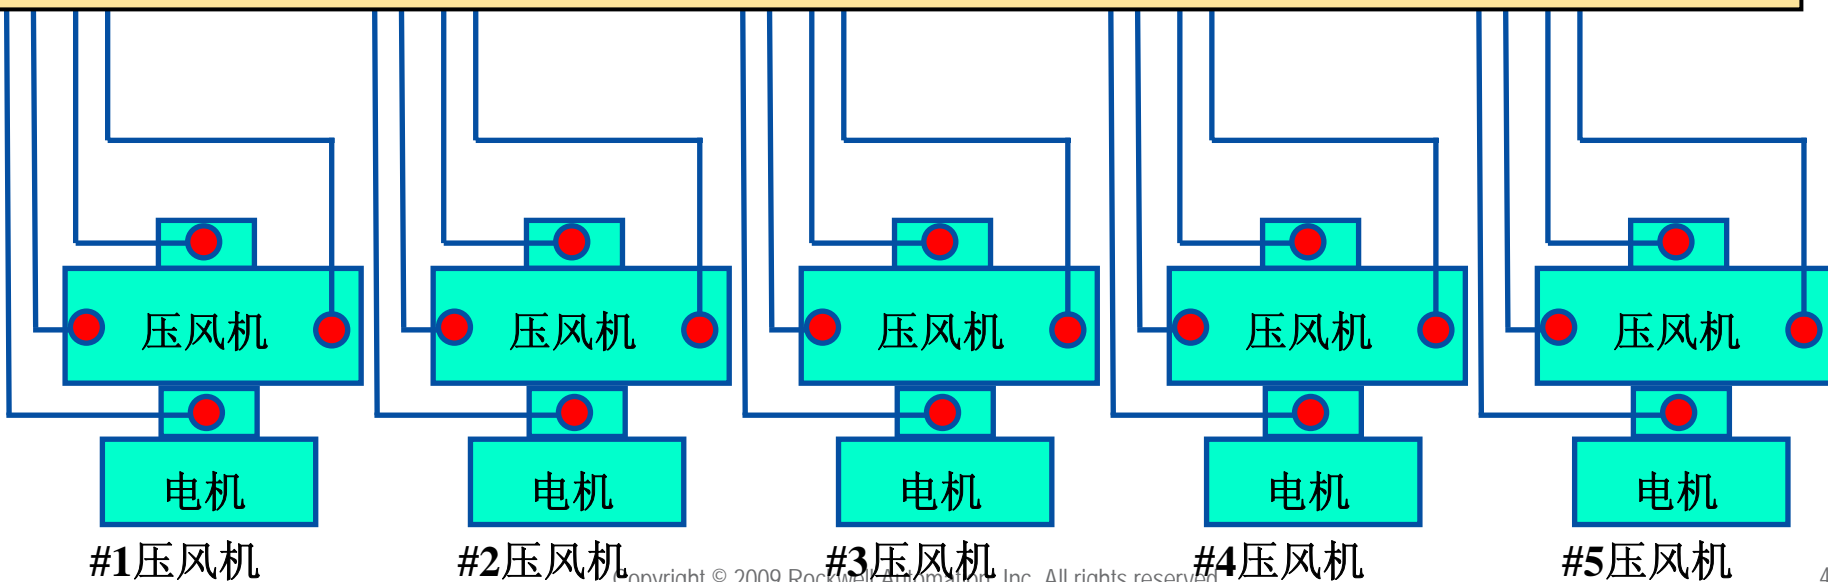 压风机 压风机 压风机 压风机 压风机
电机 电机 电机 电机 电机
#1压风机 #2压风机 #3压风机 #4压风机 #5压风机
Copyright © 2009 Rockwell Automation, Inc. All rights reserved.
4